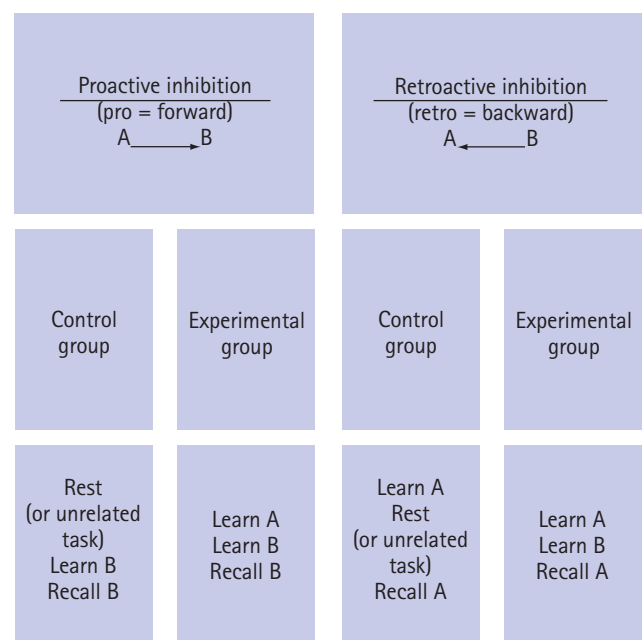 Proactive inhibition
(pro = forward)
A B
Retroactive inhibition
(retro = backward)
A B
Control
group
Experimental
group
Control
group
Experimental
group
Rest
(or unrelated
task)
Learn B
Recall B
Learn A
Learn B
Recall B
Learn A
Rest
(or unrelated
task)
Recall A
Learn A
Learn B
Recall A